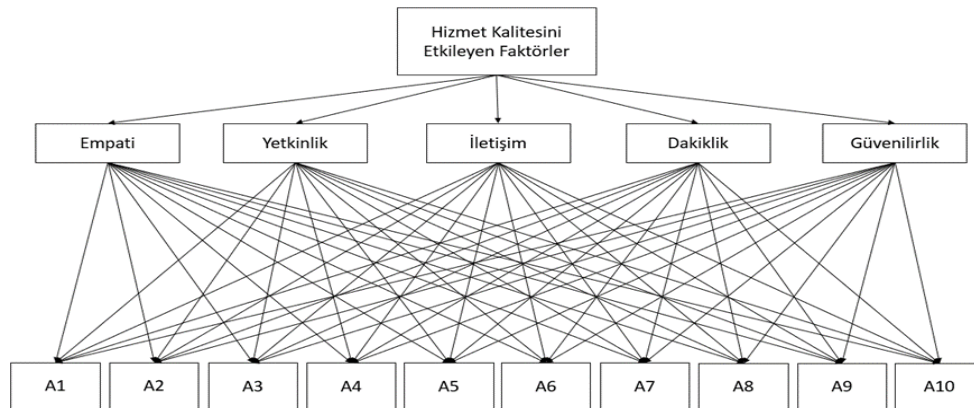 Hizmet Kalitesini
Etkileyen Faktörler
Empati
Yetkinlik
İletişim
Dakiklik
Güvenilirlik
A1
A2
A3
A4
A5
A6
A7
A8
A9
A10